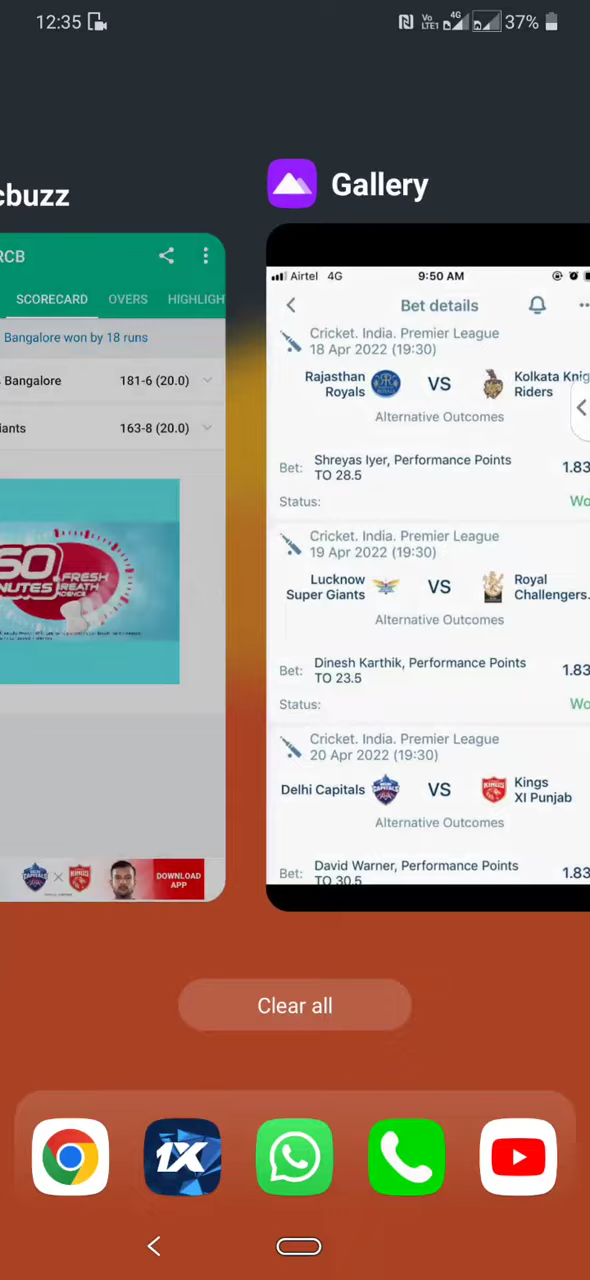 12:35
Vo LTE1 4G 37%
cbuzz
Gallery
RCB
SCORECARD OVERS HIGHLIGH
Bangalore won by 18 runs
Bangalore 181-6 (20.0)
iants 163-8 (20.0)
60
MINUTES FRESH
BREATH
SCIENCE
×
DOWNLOAD
APP
Airtel 4G 9:50 AM
Bet details
Cricket. India. Premier League
18 Apr 2022 (19:30)
Rajasthan
Royals
VS
Kolkata Knig
Riders
Alternative Outcomes
Bet: Shreyas Iyer, Performance Points
TO 28.5
1.83
Status: Wo
Cricket. India. Premier League
19 Apr 2022 (19:30)
Lucknow
Super Giants
VS
Royal
Challengers.
Alternative Outcomes
Bet: Dinesh Karthik, Performance Points
TO 23.5
1.83
Status: Wo
Cricket. India. Premier League
20 Apr 2022 (19:30)
Delhi Capitals
VS
Kings
XI Punjab
Alternative Outcomes
Bet: David Warner, Performance Points
TO 30.5
1.83
Clear all
1X